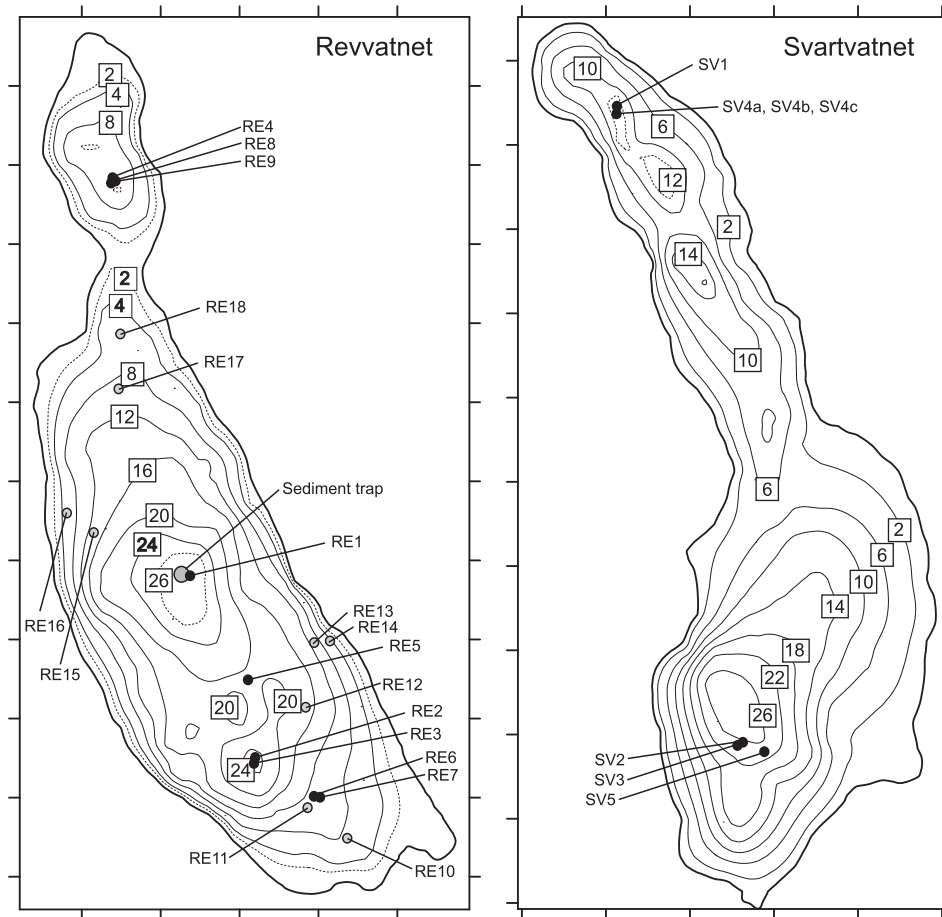 Revvatnet
2
4
8
RE4
RE8
RE9
2
4
RE18
RE17
8
12
16
Sediment trap
20
24
RE1
26
RE16
RE13
RE14
RE5
RE15
RE12
20
20
RE2
RE3
24
RE6
RE7
RE11
RE10
Svartvatnet
10
SV1
SV4a, SV4b, SV4c
6
12
2
14
10
6
2
6
10
14
18
22
26
SV2
SV3
SV5